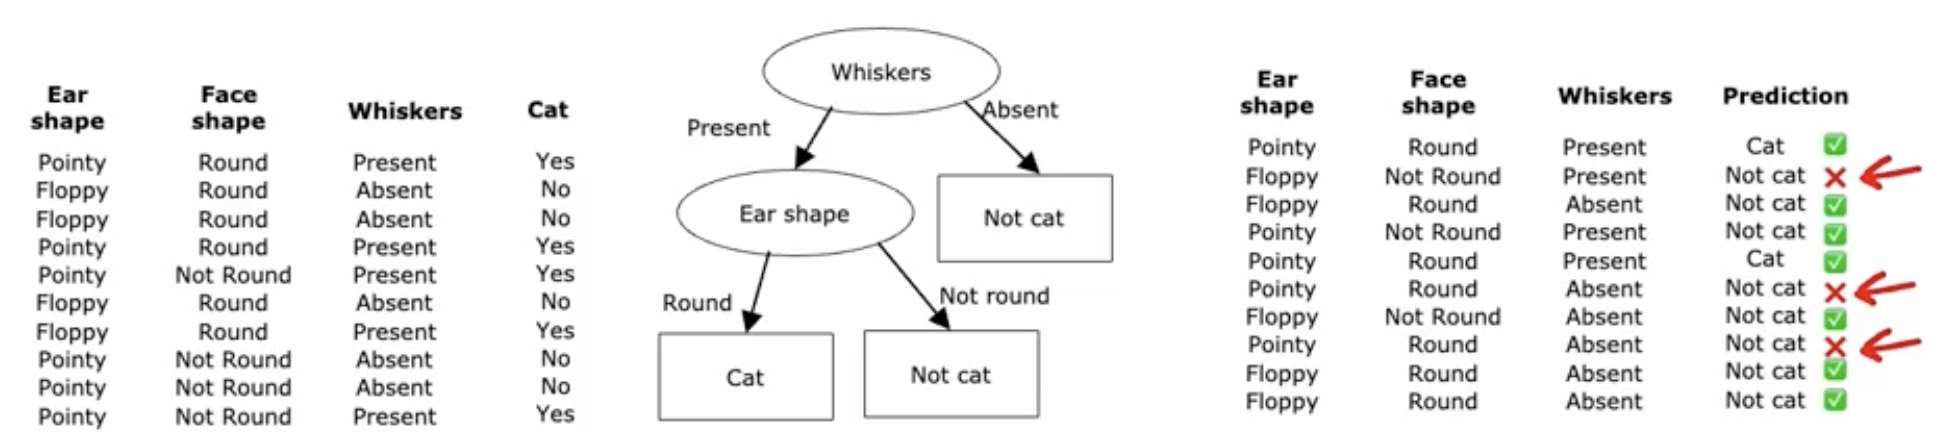 Ear shape Face shape Whiskers Cat
Pointy Round Present Yes
Floppy Round Absent No
Floppy Round Absent No
Pointy Round Present Yes
Pointy Not Round Present Yes
Floppy Round Absent No
Floppy Round Present Yes
Pointy Not Round Absent No
Pointy Not Round Absent No
Pointy Not Round Present Yes
Whiskers
Present
Absent
Ear shape
Not cat
Round
Not round
Cat
Not cat
Ear shape Face shape Whiskers Prediction
Pointy Round Present Cat
Floppy Not Round Present Not cat
Floppy Round Absent Not cat
Pointy Not Round Present Not cat
Pointy Round Present Cat
Pointy Round Absent Not cat
Floppy Not Round Absent Not cat
Pointy Round Absent Not cat
Floppy Round Absent Not cat
Floppy Round Absent Not cat